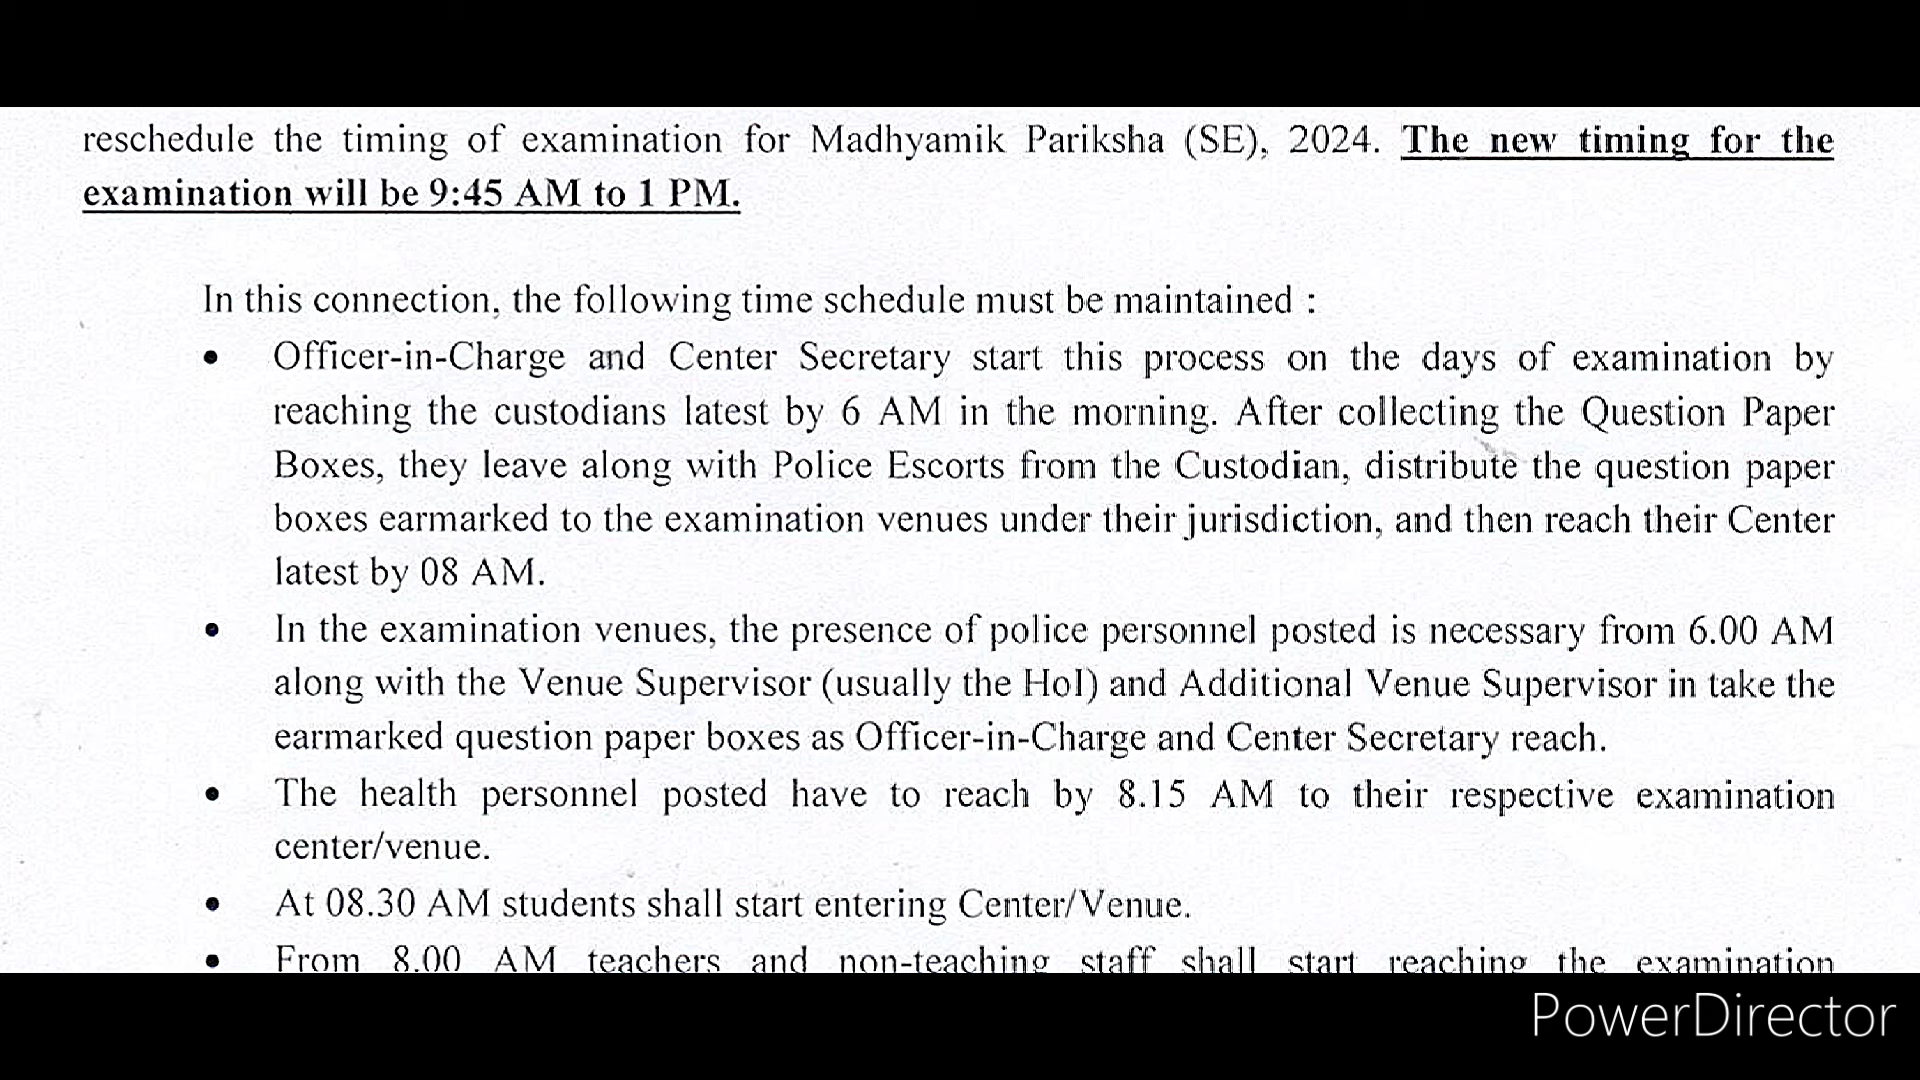 reschedule the timing of examination for Madhyamik Pariksha (SE), 2024. The new timing for the
examination will be 9:45 AM to 1 PM.
In this connection, the following time schedule must be maintained :
• Officer-in-Charge and Center Secretary start this process on the days of examination by
reaching the custodians latest by 6 AM in the morning. After collecting the Question Paper
Boxes, they leave along with Police Escorts from the Custodian, distribute the question paper
boxes earmarked to the examination venues under their jurisdiction, and then reach their Center
latest by 08 AM.
• In the examination venues, the presence of police personnel posted is necessary from 6.00 AM
along with the Venue Supervisor (usually the HoI) and Additional Venue Supervisor in take the
earmarked question paper boxes as Officer-in-Charge and Center Secretary reach.
• The health personnel posted have to reach by 8.15 AM to their respective examination
center/venue.
• At 08.30 AM students shall start entering Center/Venue.
• From 8.00 AM teachers and non-teaching staff shall start reaching the examination
PowerDirector